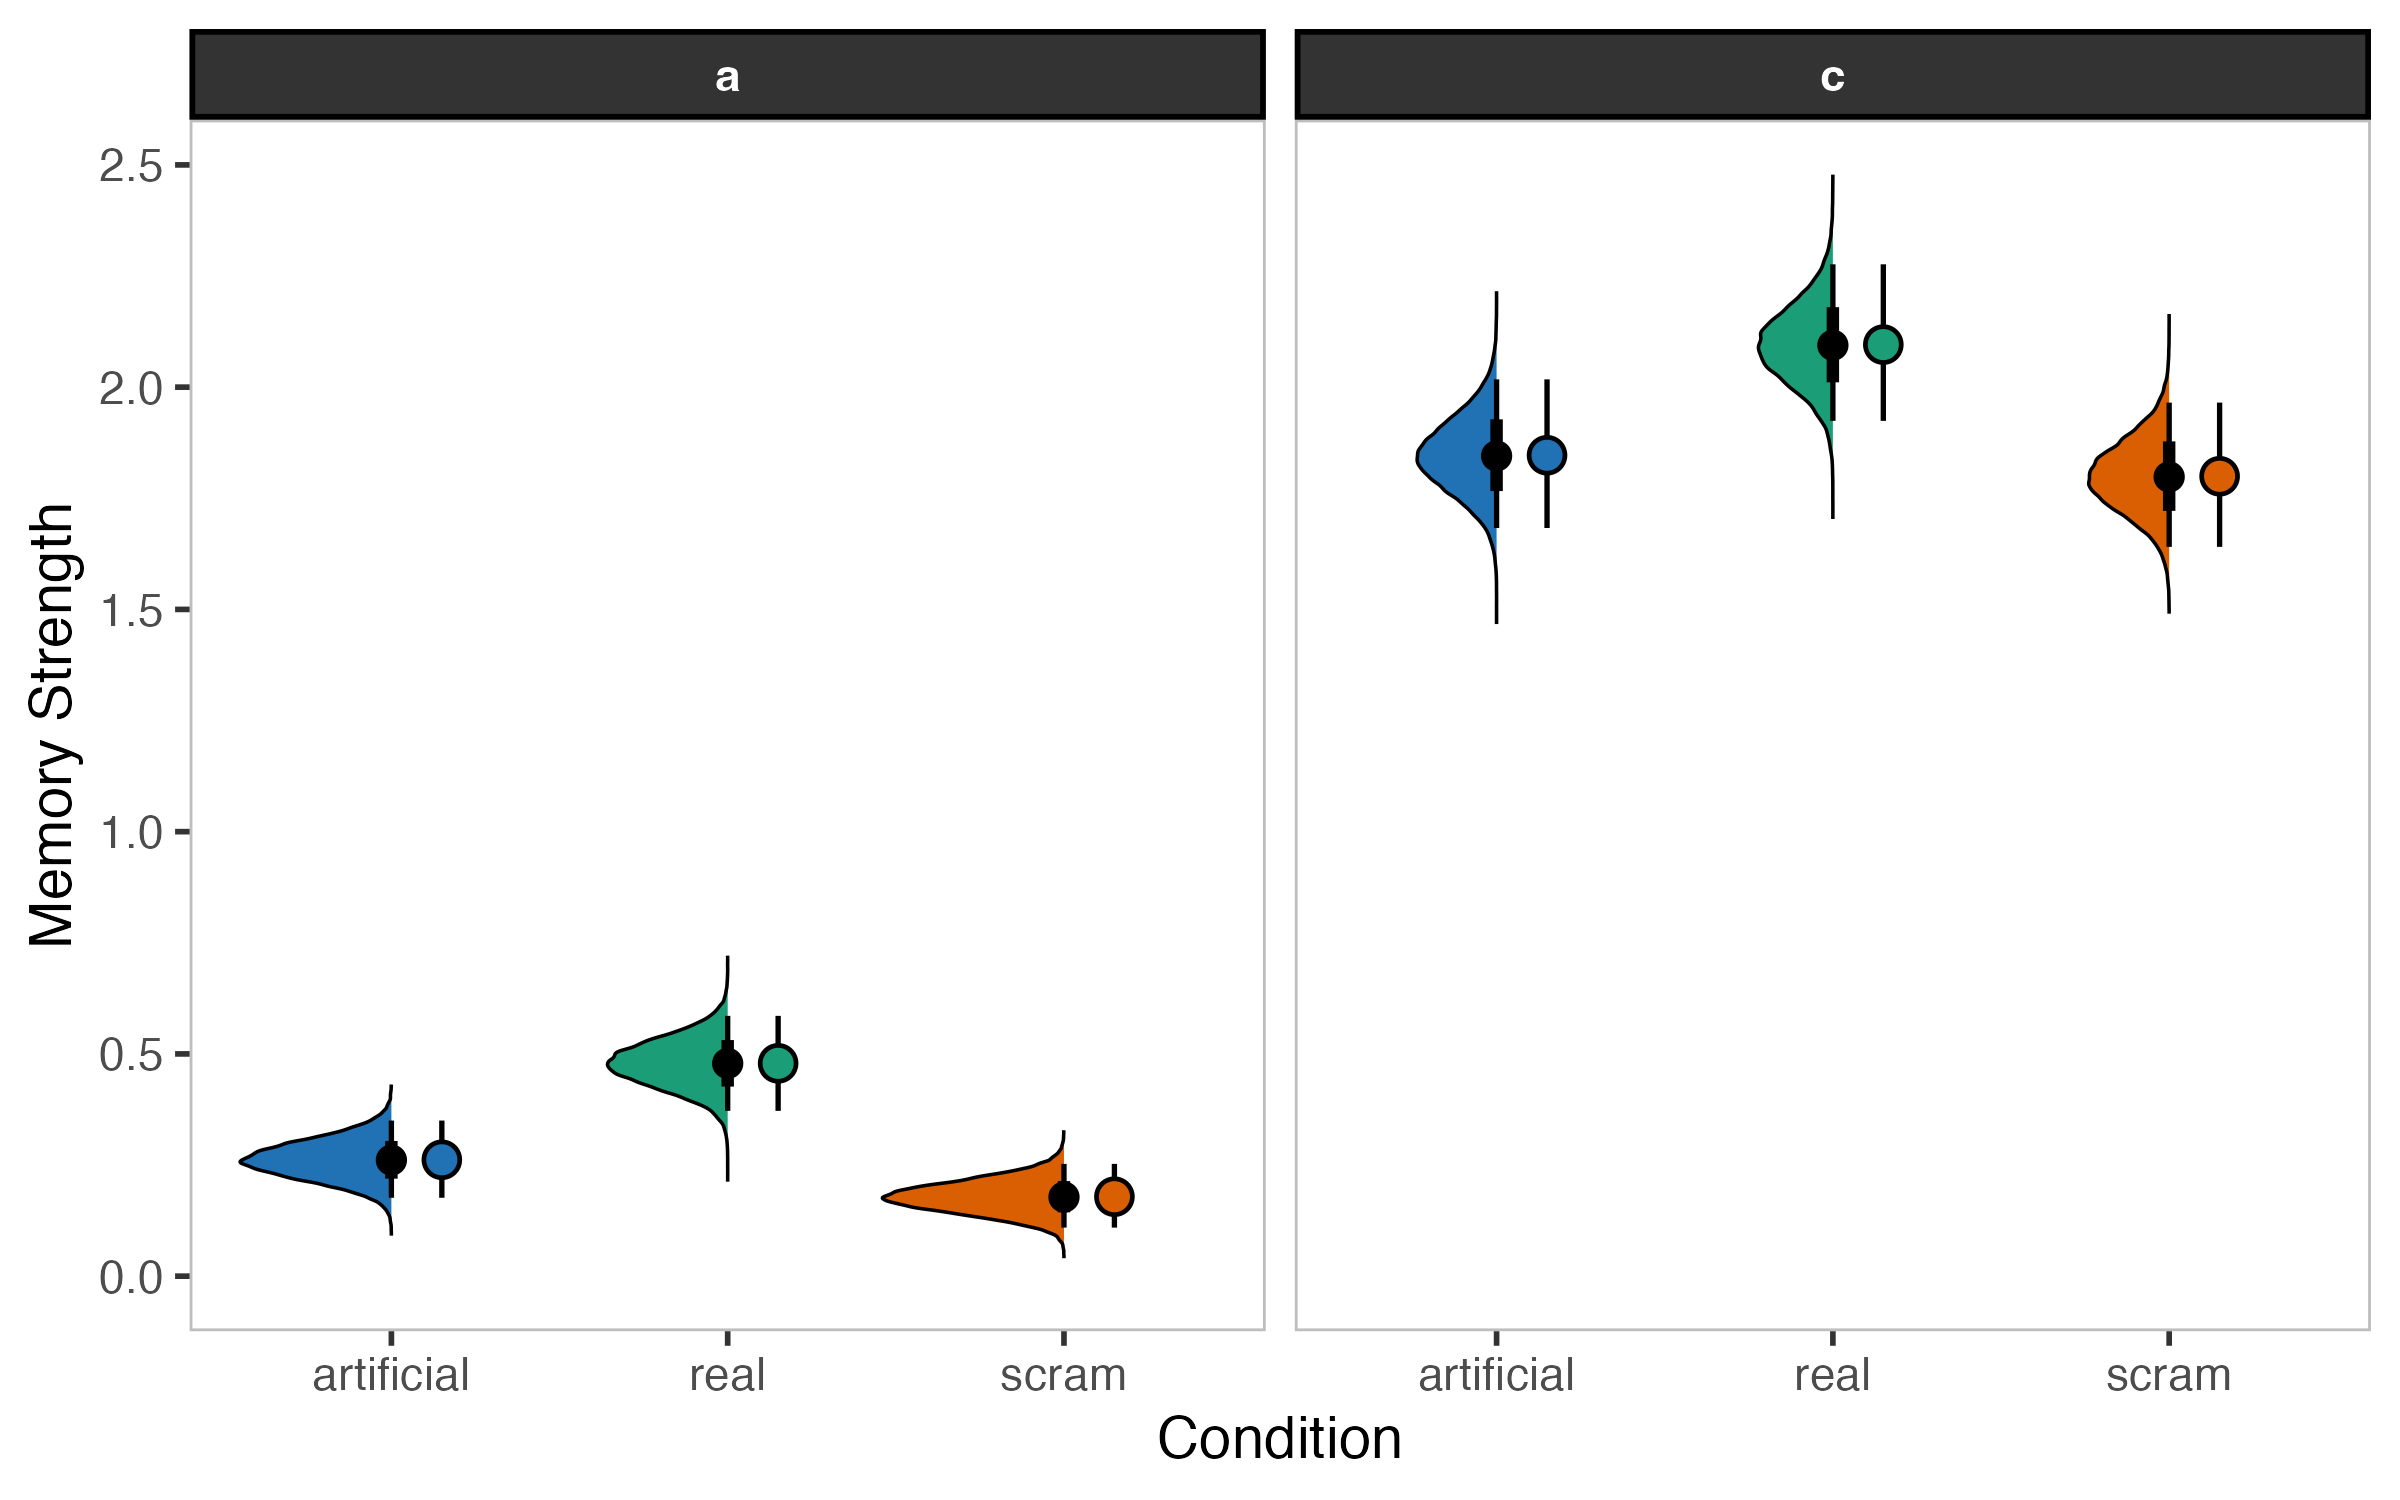 a
c
2.5
2.0
1.5
1.0
0.5
0.0
Memory Strength
artificial real scram
artificial real scram
Condition